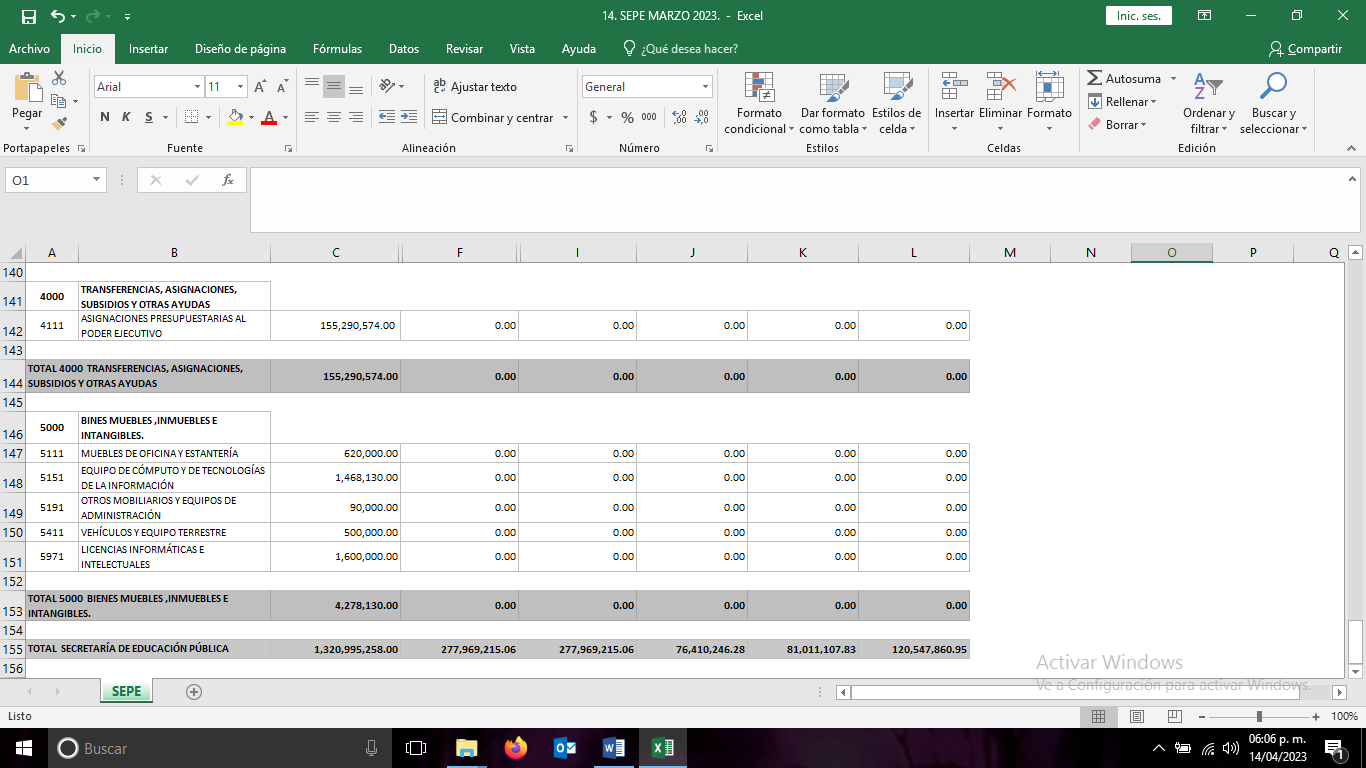 14. SEPE MARZO 2023. - Excel
Inic. ses.
Archivo Inicio Insertar Diseño de página Fórmulas Datos Revisar Vista Ayuda ¿Qué desea hacer? Compartir
Pegar
Portapapeles
Arial 11
N K S
Fuente
Ajustar texto
Combinar y centrar
Alineación
General
$ % 000
Número
Formato condicional
Dar formato como tabla
Estilos de celda
Estilos
Insertar Eliminar Formato
Celdas
Autosuma
Rellenar
Borrar
Ordenar y filtrar
Buscar y seleccionar
Edición
O1 fx
A B C F I J K L M N O P Q
140
141 4000 TRANSFERENCIAS, ASIGNACIONES,
SUBSIDIOS Y OTRAS AYUDAS
142 4111 ASIGNACIONES PRESUPUESTARIAS AL
PODER EJECUTIVO 155,290,574.00 0.00 0.00 0.00 0.00 0.00
143
144 TOTAL 4000 TRANSFERENCIAS, ASIGNACIONES,
SUBSIDIOS Y OTRAS AYUDAS 155,290,574.00 0.00 0.00 0.00 0.00 0.00
145
146 5000 BINES MUEBLES ,INMUEBLES E
INTANGIBLES.
147 5111 MUEBLES DE OFICINA Y ESTANTERÍA 620,000.00 0.00 0.00 0.00 0.00 0.00
148 5151 EQUIPO DE CÓMPUTO Y DE TECNOLOGÍAS
DE LA INFORMACIÓN 1,468,130.00 0.00 0.00 0.00 0.00 0.00
149 5191 OTROS MOBILIARIOS Y EQUIPOS DE
ADMINISTRACIÓN 90,000.00 0.00 0.00 0.00 0.00 0.00
150 5411 VEHÍCULOS Y EQUIPO TERRESTRE 500,000.00 0.00 0.00 0.00 0.00 0.00
151 5971 LICENCIAS INFORMÁTICAS E
INTELECTUALES 1,600,000.00 0.00 0.00 0.00 0.00 0.00
152
153 TOTAL 5000 BIENES MUEBLES ,INMUEBLES E
INTANGIBLES. 4,278,130.00 0.00 0.00 0.00 0.00 0.00
154
155 TOTAL SECRETARÍA DE EDUCACIÓN PÚBLICA 1,320,995,258.00 277,969,215.06 277,969,215.06 76,410,246.28 81,011,107.83 120,547,860.95
156
Activar Windows
Ve a Configuración para activar Windows.
SEPE
Listo
100%
Buscar
06:06 p. m.
14/04/2023
1